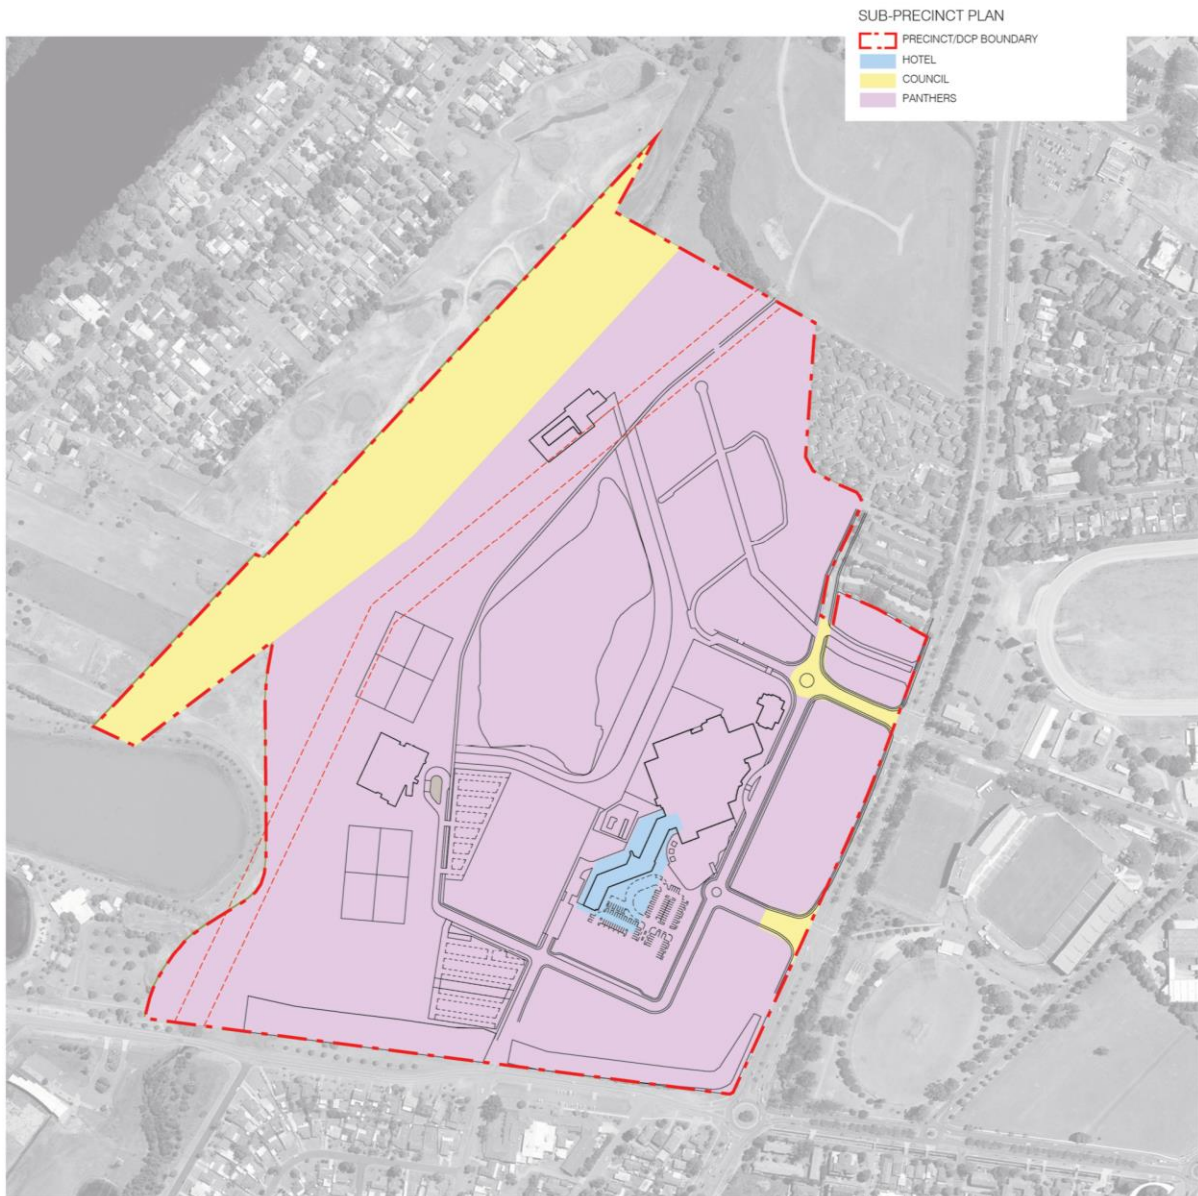 SUB-PRECINCT PLAN
PRECINCT/DCP BOUNDARY
HOTEL
COUNCIL
PANTHERS